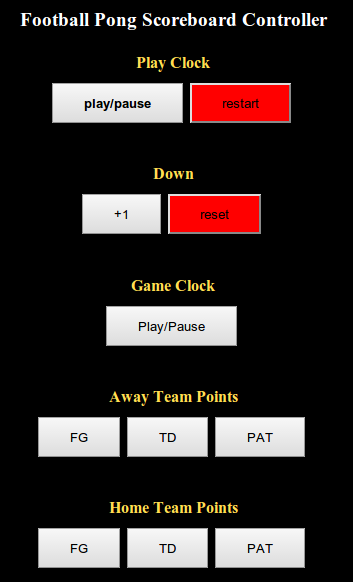 Football Pong Scoreboard Controller
Play Clock
play/pause restart
Down
+1 reset
Game Clock
Play/Pause
Away Team Points
FG TD PAT
Home Team Points
FG TD PAT